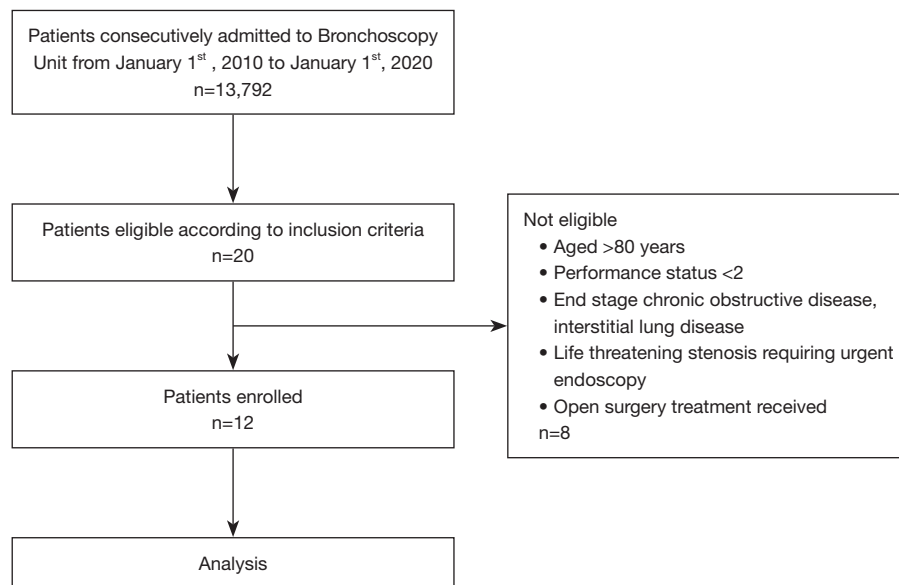 Patients consecutively admitted to Bronchoscopy
Unit from January 1st , 2010 to January 1st, 2020
n=13,792
Patients eligible according to inclusion criteria
n=20
Not eligible
• Aged >80 years
• Performance status <2
• End stage chronic obstructive disease,
interstitial lung disease
• Life threatening stenosis requiring urgent
endoscopy
• Open surgery treatment received
n=8
Patients enrolled
n=12
Analysis